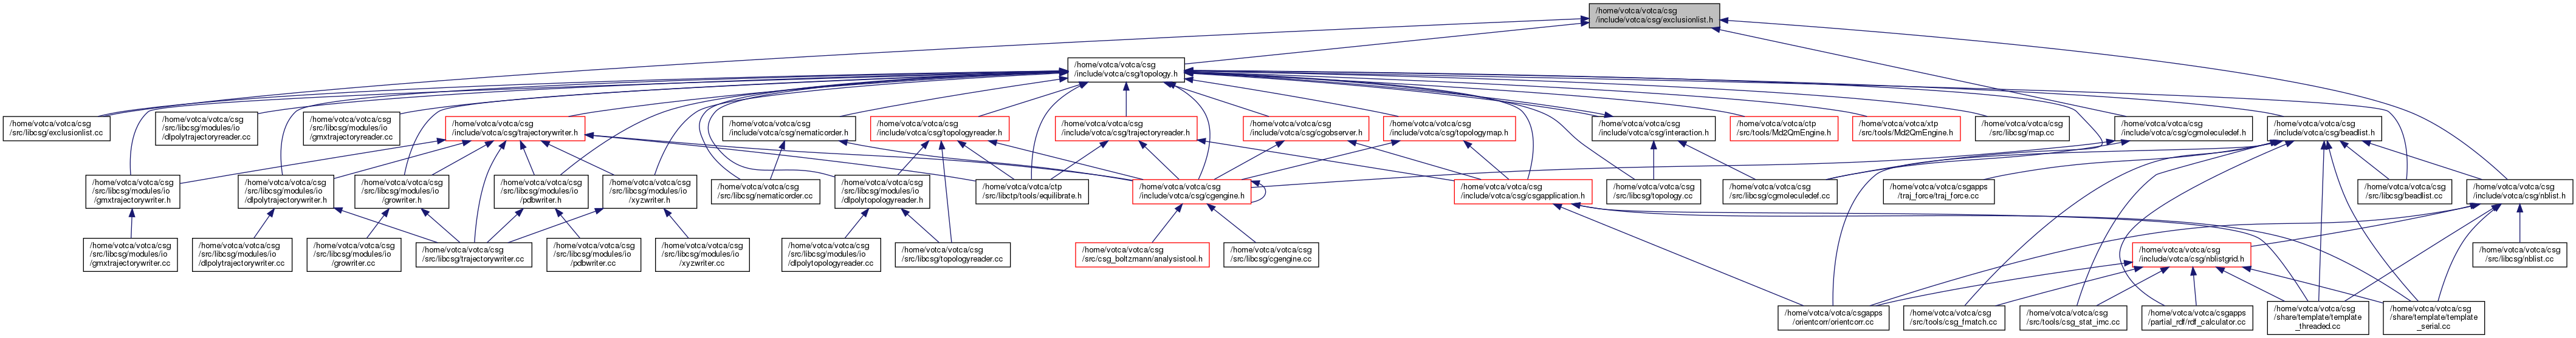 /home/votca/votca/csg
/include/votca/csg/exclusionlist.h
/home/votca/votca/csg
/include/votca/csg/topology.h
/home/votca/votca/csg
/src/libcsg/exclusionlist.cc
/home/votca/votca/csg
/src/libcsg/modules/io
/dlpolytrajectoryreader.cc
/home/votca/votca/csg
/src/libcsg/modules/io
/gmxtrajectoryreader.cc
/home/votca/votca/csg
/include/votca/csg/trajectorywriter.h
/home/votca/votca/csg
/include/votca/csg/nematicorder.h
/home/votca/votca/csg
/include/votca/csg/topologyreader.h
/home/votca/votca/csg
/include/votca/csg/trajectoryreader.h
/home/votca/votca/csg
/include/votca/csg/cgobserver.h
/home/votca/votca/csg
/include/votca/csg/topologymap.h
/home/votca/votca/csg
/include/votca/csg/interaction.h
/home/votca/votca/ctp
/src/tools/Md2QmEngine.h
/home/votca/votca/xtp
/src/tools/Md2QmEngine.h
/home/votca/votca/csg
/src/libcsg/map.cc
/home/votca/votca/csg
/include/votca/csg/cgmoleculedef.h
/home/votca/votca/csg
/include/votca/csg/beadlist.h
/home/votca/votca/csg
/src/libcsg/modules/io
/gmxtrajectorywriter.h
/home/votca/votca/csg
/src/libcsg/modules/io
/dlpolytrajectorywriter.h
/home/votca/votca/csg
/src/libcsg/modules/io
/growriter.h
/home/votca/votca/csg
/src/libcsg/modules/io
/pdbwriter.h
/home/votca/votca/csg
/src/libcsg/modules/io
/xyzwriter.h
/home/votca/votca/csg
/src/libcsg/nematicorder.cc
/home/votca/votca/csg
/src/libcsg/modules/io
/dlpolytopologyreader.h
/home/votca/votca/ctp
/src/libctp/tools/equilibrate.h
/home/votca/votca/csg
/include/votca/csg/cgengine.h
/home/votca/votca/csg
/include/votca/csg/csgapplication.h
/home/votca/votca/csg
/src/libcsg/topology.cc
/home/votca/votca/csg
/src/libcsg/cgmoleculedef.cc
/home/votca/votca/csgapps
/traj_force/traj_force.cc
/home/votca/votca/csg
/src/libcsg/beadlist.cc
/home/votca/votca/csg
/include/votca/csg/nblist.h
/home/votca/votca/csg
/src/libcsg/modules/io
/gmxtrajectorywriter.cc
/home/votca/votca/csg
/src/libcsg/modules/io
/dlpolytrajectorywriter.cc
/home/votca/votca/csg
/src/libcsg/modules/io
/growriter.cc
/home/votca/votca/csg
/src/libcsg/trajectorywriter.cc
/home/votca/votca/csg
/src/libcsg/modules/io
/pdbwriter.cc
/home/votca/votca/csg
/src/libcsg/modules/io
/xyzwriter.cc
/home/votca/votca/csg
/src/libcsg/modules/io
/dlpolytopologyreader.cc
/home/votca/votca/csg
/src/libcsg/topologyreader.cc
/home/votca/votca/csg
/src/csg_boltzmann/analysistool.h
/home/votca/votca/csg
/src/libcsg/cgengine.cc
/home/votca/votca/csg
/include/votca/csg/nblistgrid.h
/home/votca/votca/csg
/src/libcsg/nblist.cc
/home/votca/votca/csgapps
/orientcorr/orientcorr.cc
/home/votca/votca/csg
/src/tools/csg_fmatch.cc
/home/votca/votca/csg
/src/tools/csg_stat_imc.cc
/home/votca/votca/csgapps
/partial_rdf/rdf_calculator.cc
/home/votca/votca/csg
/share/template/template
_threaded.cc
/home/votca/votca/csg
/share/template/template
_serial.cc